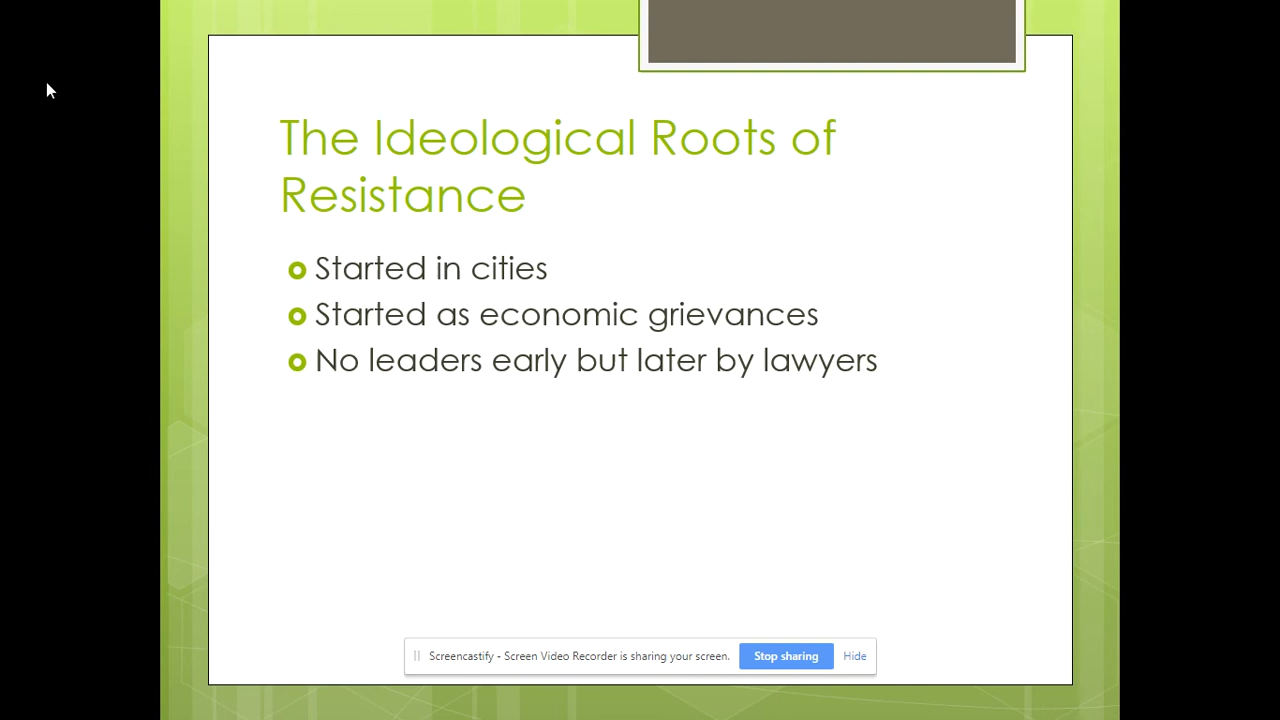 The Ideological Roots of
Resistance
Started in cities
Started as economic grievances
No leaders early but later by lawyers
Screencastify - Screen Video Recorder is sharing your screen. Stop sharing Hide